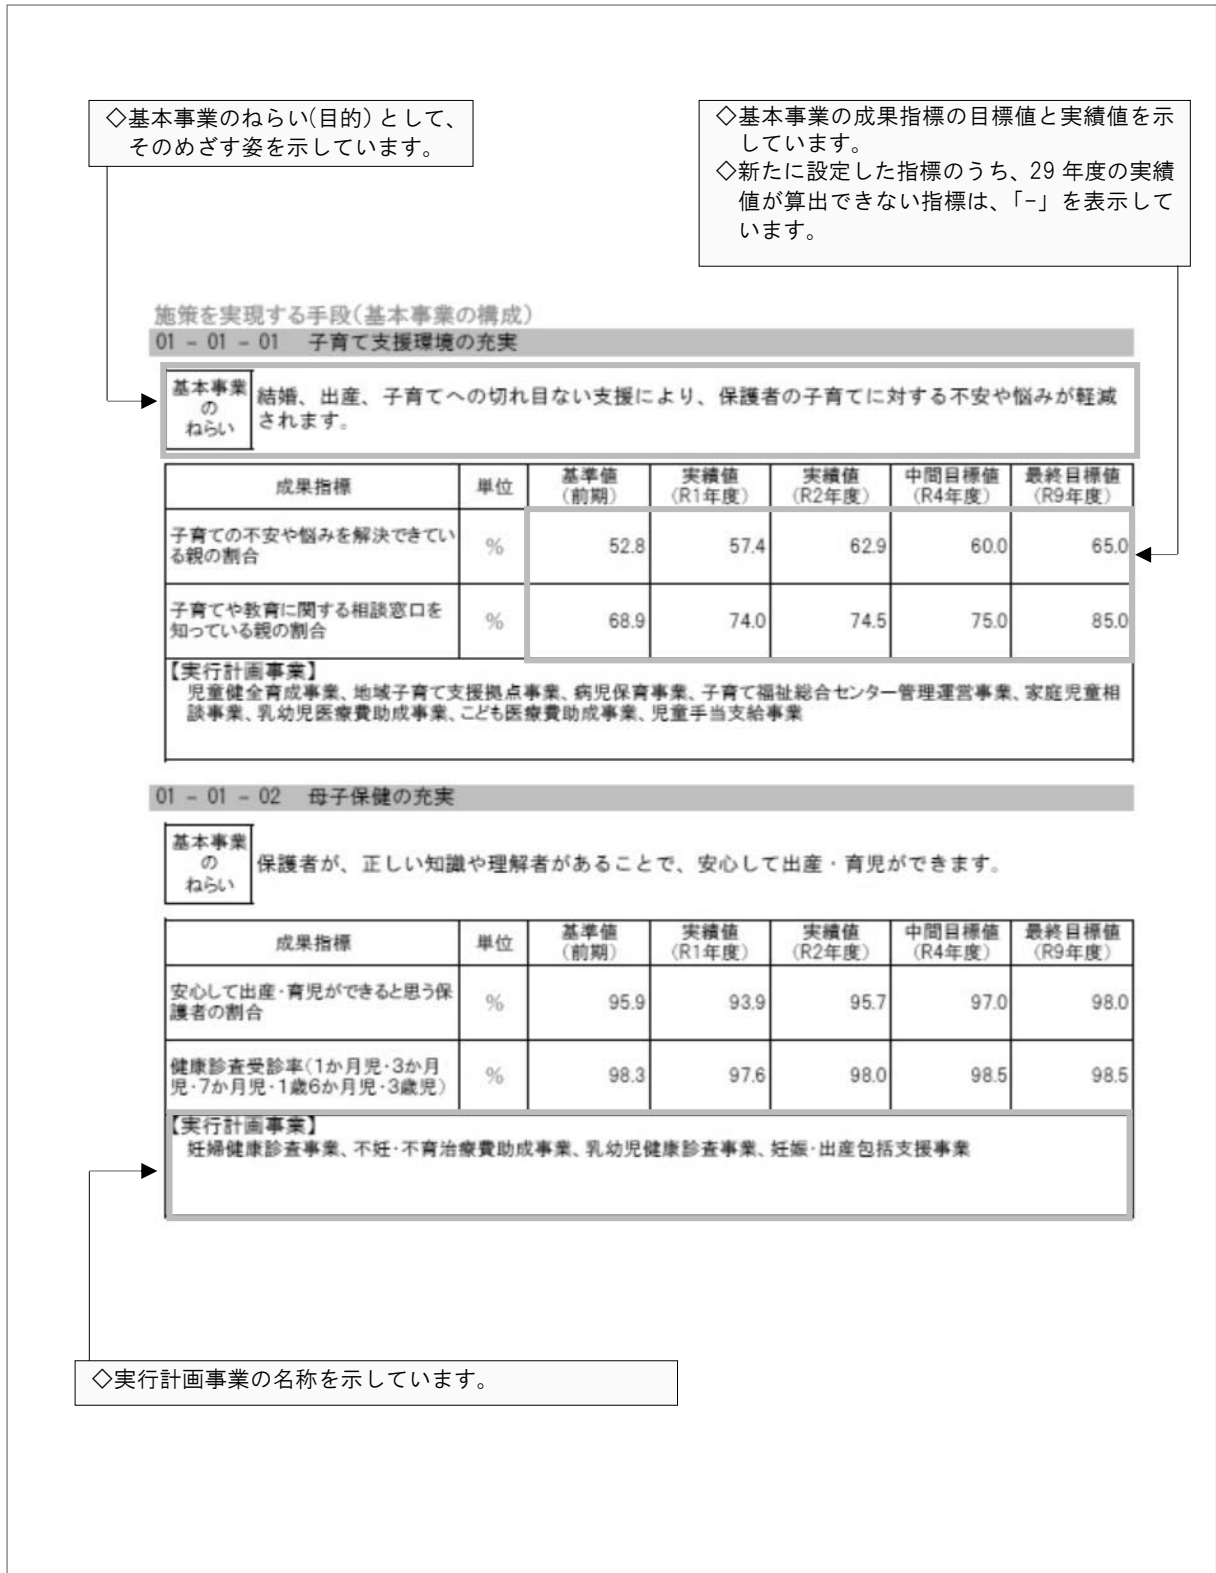 ◇基本事業のねらい(目的)として、
そのめざす姿を示しています。
◇基本事業の成果指標の目標値と実績値を示
しています。
◇新たに設定した指標のうち、29年度の実績
値が算出できない指標は、「-」を表示して
います。
施策を実現する手段(基本事業の構成)
01 - 01 - 01 子育て支援環境の充実
基本事業
の
ねらい
結婚、出産、子育てへの切れ目ない支援により、保護者の子育てに対する不安や悩みが軽減
されます。
成果指標 単位 基準値 実績値 実績値 中間目標値 最終目標値
(前期) (R1年度) (R2年度) (R4年度) (R9年度)
子育ての不安や悩みを解決できてい
る親の割合
% 52.8 57.4 62.9 60.0 65.0
子育てや教育に関する相談窓口を
知っている親の割合
% 68.9 74.0 74.5 75.0 85.0
【実行計画事業】
児童健全育成事業、地域子育て支援拠点事業、病児保育事業、子育て福祉総合センター管理運営事業、家庭児童相
談事業、乳幼児医療費助成事業、こども医療費助成事業、児童手当支給事業
01 - 01 - 02 母子保健の充実
基本事業
の
ねらい
保護者が、正しい知識や理解者があることで、安心して出産・育児ができます。
成果指標 単位 基準値 実績値 実績値 中間目標値 最終目標値
(前期) (R1年度) (R2年度) (R4年度) (R9年度)
安心して出産・育児ができると思う保
護者の割合
% 95.9 93.9 95.7 97.0 98.0
健康診査受診率(1か月児・3か月
児・7か月児・1歳6か月児・3歳児)
% 98.3 97.6 98.0 98.5 98.5
【実行計画事業】
妊婦健康診査事業、不妊・不育治療費助成事業、乳幼児健康診査事業、妊娠・出産包括支援事業
◇実行計画事業の名称を示しています。